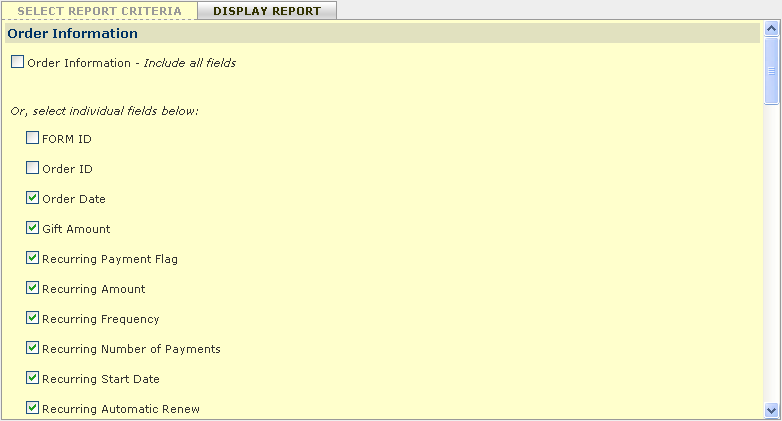 SELECT REPORT CRITERIA DISPLAY REPORT
Order Information
Order Information - Include all fields
Or, select individual fields below:
FORM ID
Order ID
Order Date
Gift Amount
Recurring Payment Flag
Recurring Amount
Recurring Frequency
Recurring Number of Payments
Recurring Start Date
Recurring Automatic Renew